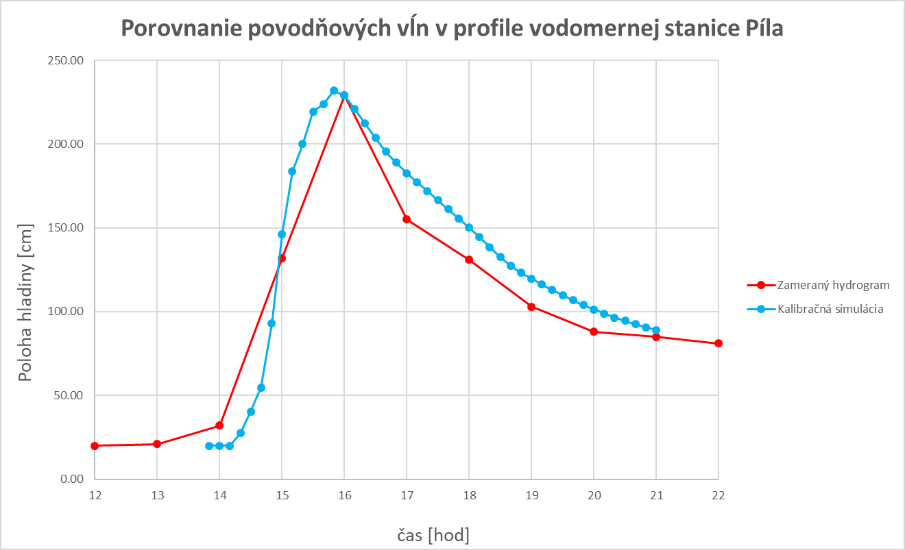 Porovnanie povodňových vĺn v profile vodomernej stanice Píla
250.00
200.00
150.00
100.00
50.00
0.00
Poloha hladiny [cm]
12 13 14 15 16 17 18 19 20 21 22
čas [hod]
Zameraný hydrogram
Kalibračná simulácia